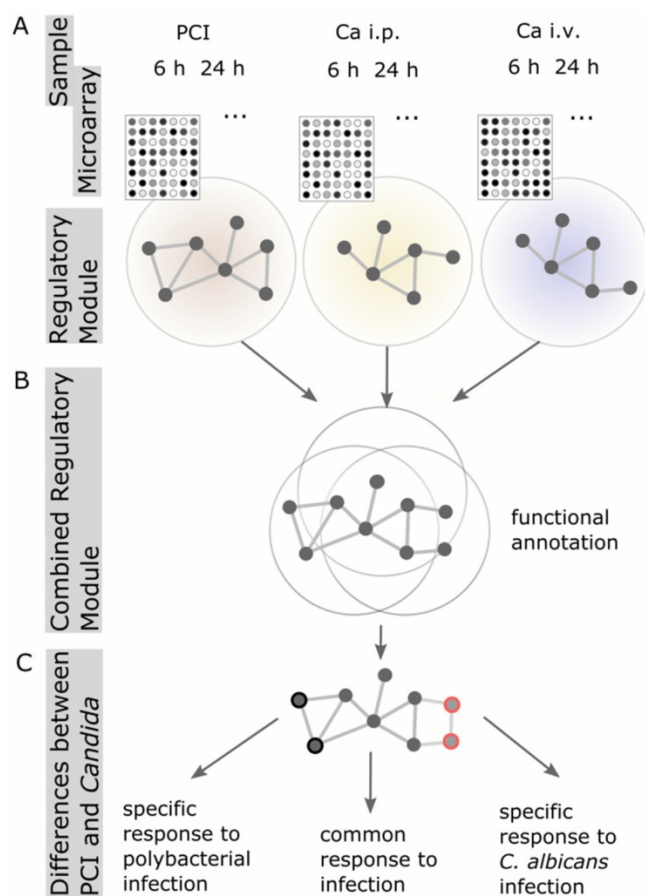 A
Sample
Microarray
PCI
Ca i.p.
Ca i.v.
6 h 24 h
6 h 24 h
6 h 24 h
...
...
...
Regulatory
Module
B
Combined Regulatory
Module
functional
annotation
C
Differences between
PCI and Candida
specific
response to
polybacterial
infection
common
response to
infection
specific
response to
C. albicans
infection